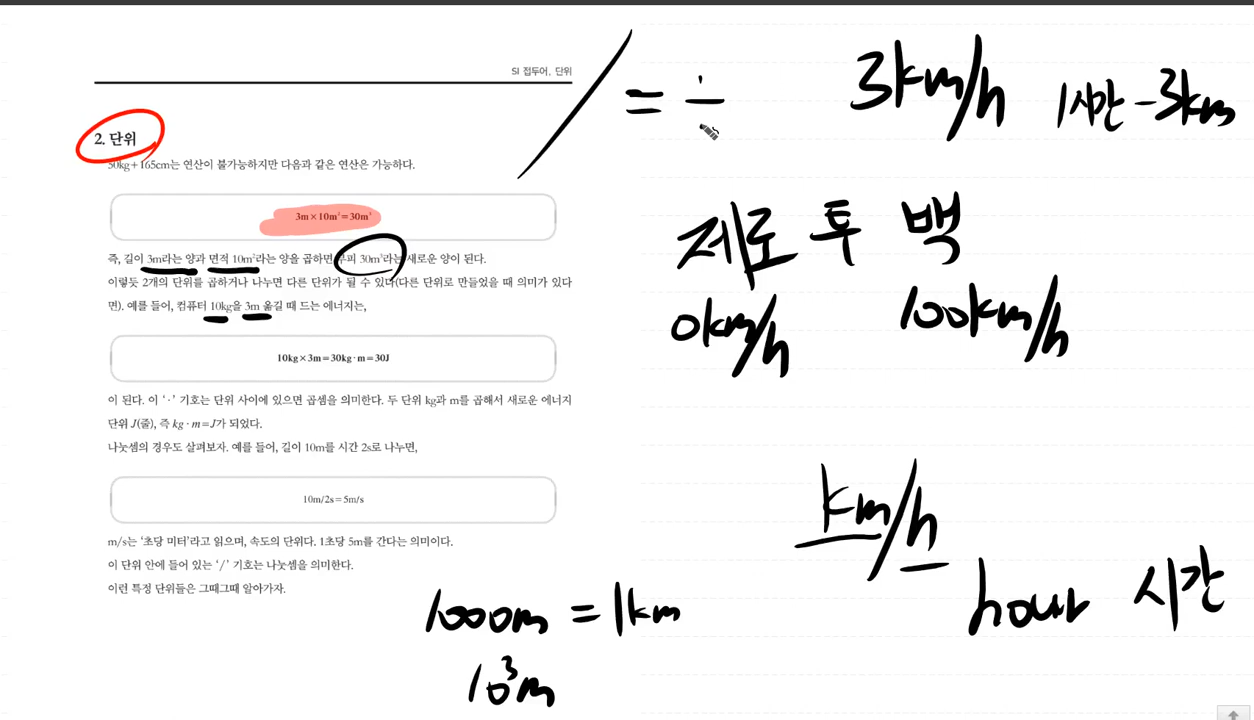 SI 접두어, 단위
2. 단위
50kg+165cm는 연산이 불가능하지만 다음과 같은 연산은 가능하다.
3m×10m²=30m³
즉, 길이 3m라는 양과 면적 10m²라는 양을 곱하면 부피 30m³라는 새로운 양이 된다.
이렇듯 2개의 단위를 곱하거나 나누면 다른 단위가 될 수 있다(다른 단위로 만들었을 때 의미가 있다
면). 예를 들어, 컴퓨터 10kg을 3m 옮길 때 드는 에너지는,
10kg×3m=30kg·m=30J
이 된다. 이 '·' 기호는 단위 사이에 있으면 곱셈을 의미한다. 두 단위 kg과 m를 곱해서 새로운 에너지
단위 J(줄), 즉 kg·m=J가 되었다.
나눗셈의 경우도 살펴보자. 예를 들어, 길이 10m를 시간 2s로 나누면,
10m/2s=5m/s
m/s는 '초당 미터'라고 읽으며, 속도의 단위다. 1초당 5m를 간다는 의미이다.
이 단위 안에 들어 있는 '/' 기호는 나눗셈을 의미한다.
이런 특정 단위들은 그때그때 알아가자.
/ = ÷
3km/h 1시간 - 3km
제로 투 백
0km/h 100km/h
km/h
hour 시간
1000m = 1km
10³m